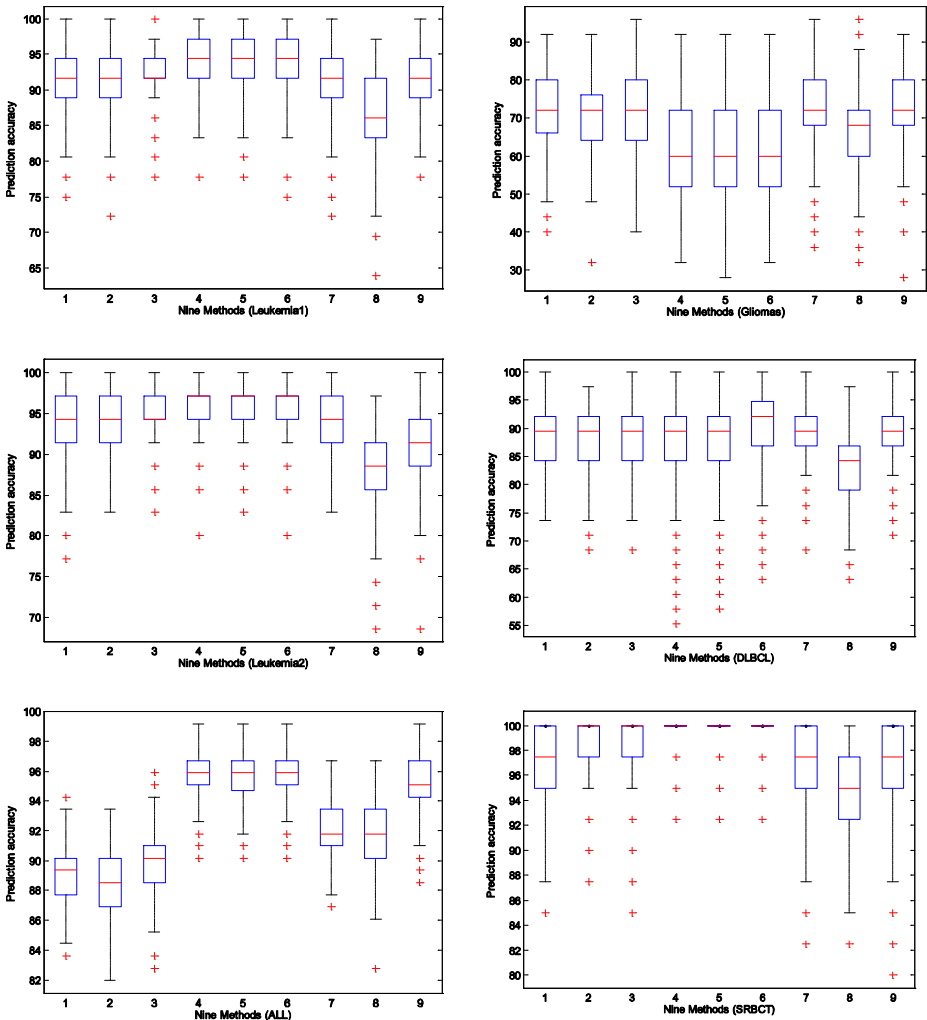 100
95
90
85
80
75
70
65
Prediction accuracy
1 2 3 4 5 6 7 8 9
Nine Methods (Leukemia1)
90
80
70
60
50
40
30
Prediction accuracy
1 2 3 4 5 6 7 8 9
Nine Methods (Gliomas)
100
95
90
85
80
75
70
Prediction accuracy
1 2 3 4 5 6 7 8 9
Nine Methods (Leukemia2)
100
95
90
85
80
75
70
65
60
55
Prediction accuracy
1 2 3 4 5 6 7 8 9
Nine Methods (DLBCL)
100
98
96
94
92
90
88
86
84
82
Prediction accuracy
1 2 3 4 5 6 7 8 9
Nine Methods (ALL)
100
98
96
94
92
90
88
86
84
82
80
Prediction accuracy
1 2 3 4 5 6 7 8 9
Nine Methods (SRBCT)